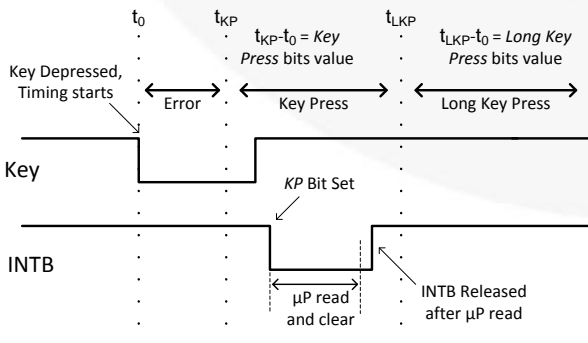 t0 tKP tLKP
tKP-t0 = Key
Press bits value
tLKP-t0 = Long Key
Press bits value
Key Depressed,
Timing starts
Error
Key Press
Long Key Press
Key
KP Bit Set
INTB
µP read
and clear
INTB Released
after µP read